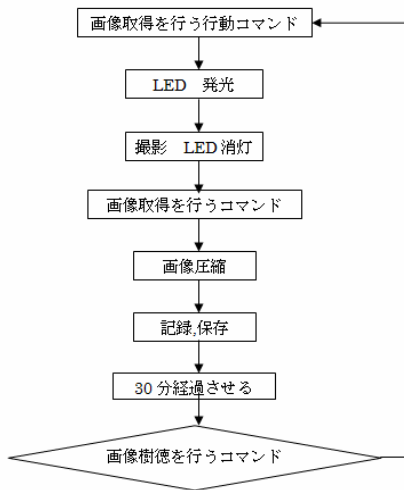 画像取得を行う行動コマンド
LED 発光
撮影 LED消灯
画像取得を行うコマンド
画像圧縮
記録,保存
30分経過させる
画像樹徳を行うコマンド